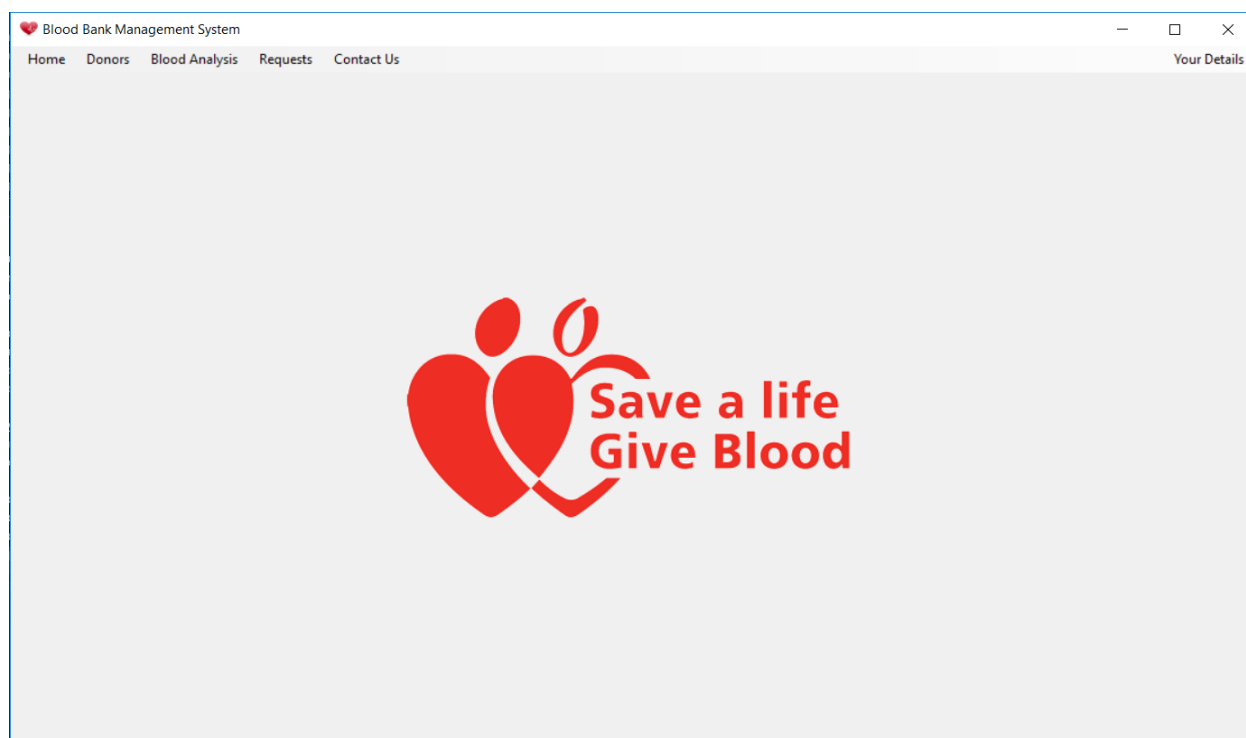 Blood Bank Management System
Home Donors Blood Analysis Requests Contact Us Your Details
Save a life
Give Blood